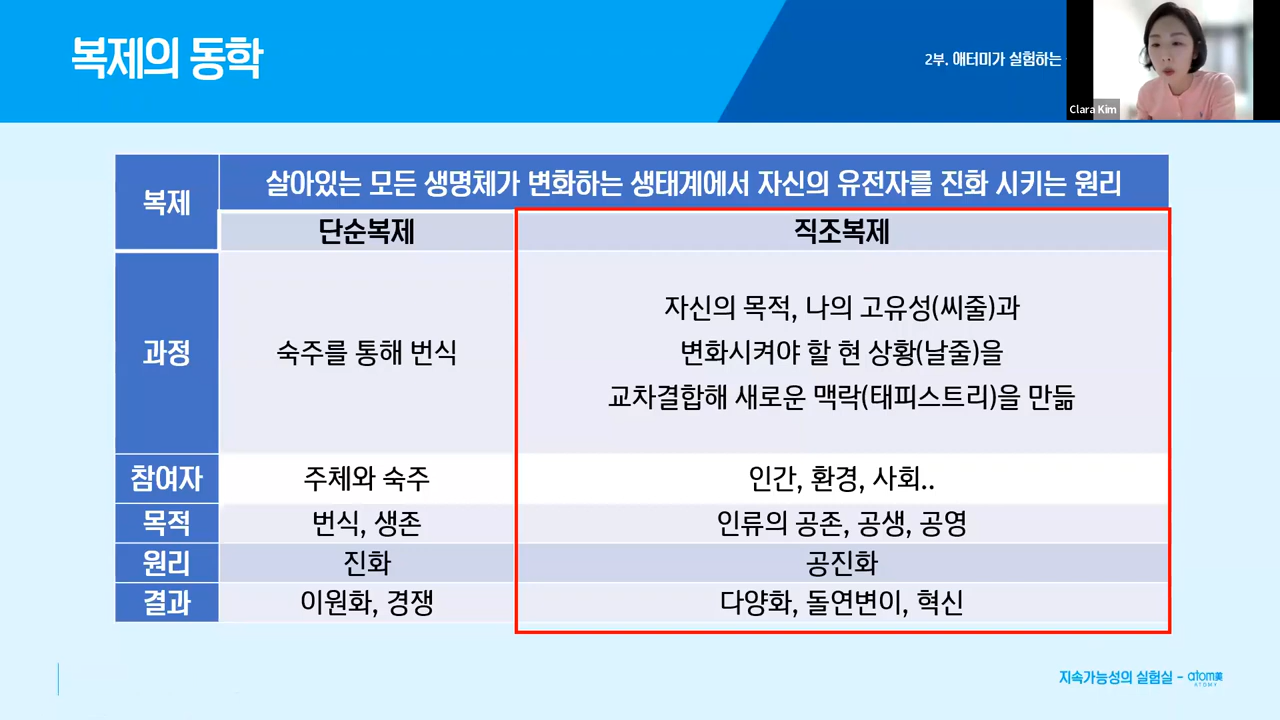 복제의 동학
2부. 애터미가 실험하는
Clara Kim
복제
살아있는 모든 생명체가 변화하는 생태계에서 자신의 유전자를 진화 시키는 원리
단순복제
직조복제
과정
숙주를 통해 번식
자신의 목적, 나의 고유성(씨줄)과
변화시켜야 할 현 상황(날줄)을
교차결합해 새로운 맥락(태피스트리)을 만듦
참여자
주체와 숙주
인간, 환경, 사회..
목적
번식, 생존
인류의 공존, 공생, 공영
원리
진화
공진화
결과
이원화, 경쟁
다양화, 돌연변이, 혁신
지속가능성의 실험실 - atom美
ATOMY